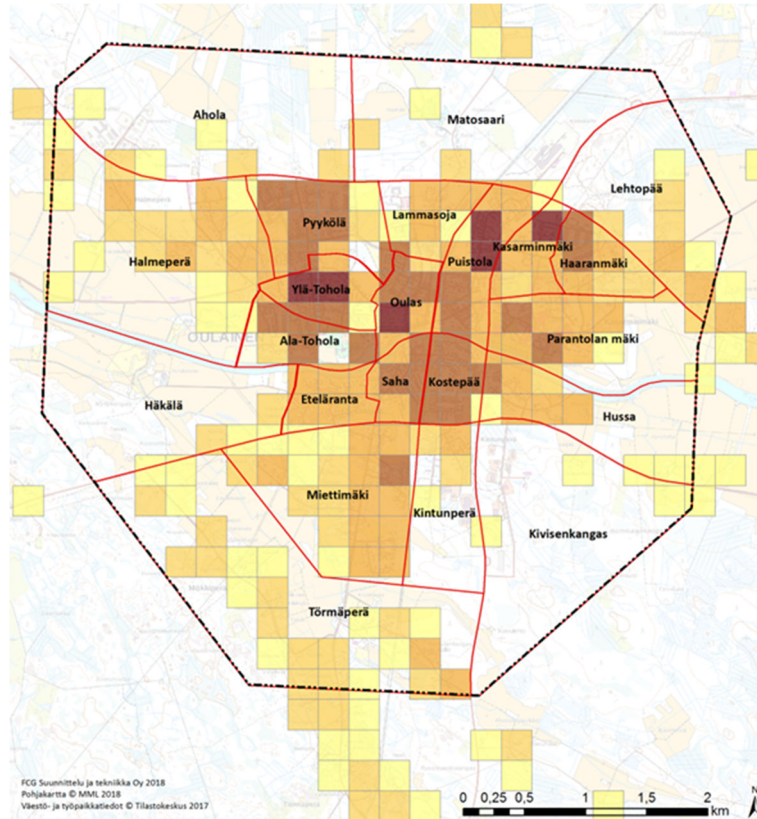 Ahola
Matosaari
Lehtopää
Pyykölä
Lammasoja
Kasarminmäki
Halmeperä
Puistola
Haaranmäki
Ylä-Tohola
Oulas
OULAINEN
Ala-Tohola
Parantolan mäki
Saha
Kostepää
Eteläranta
Häkälä
Hussa
Miettimäki
Kintunperä
Kivisenkangas
Törmäperä
FCG Suunnittelu ja tekniikka Oy 2018
Pohjakartta © MML 2018
Väestö- ja työpaikkatiedot © Tilastokeskus 2017
0 0,25 0,5 1 1,5 2
km
N